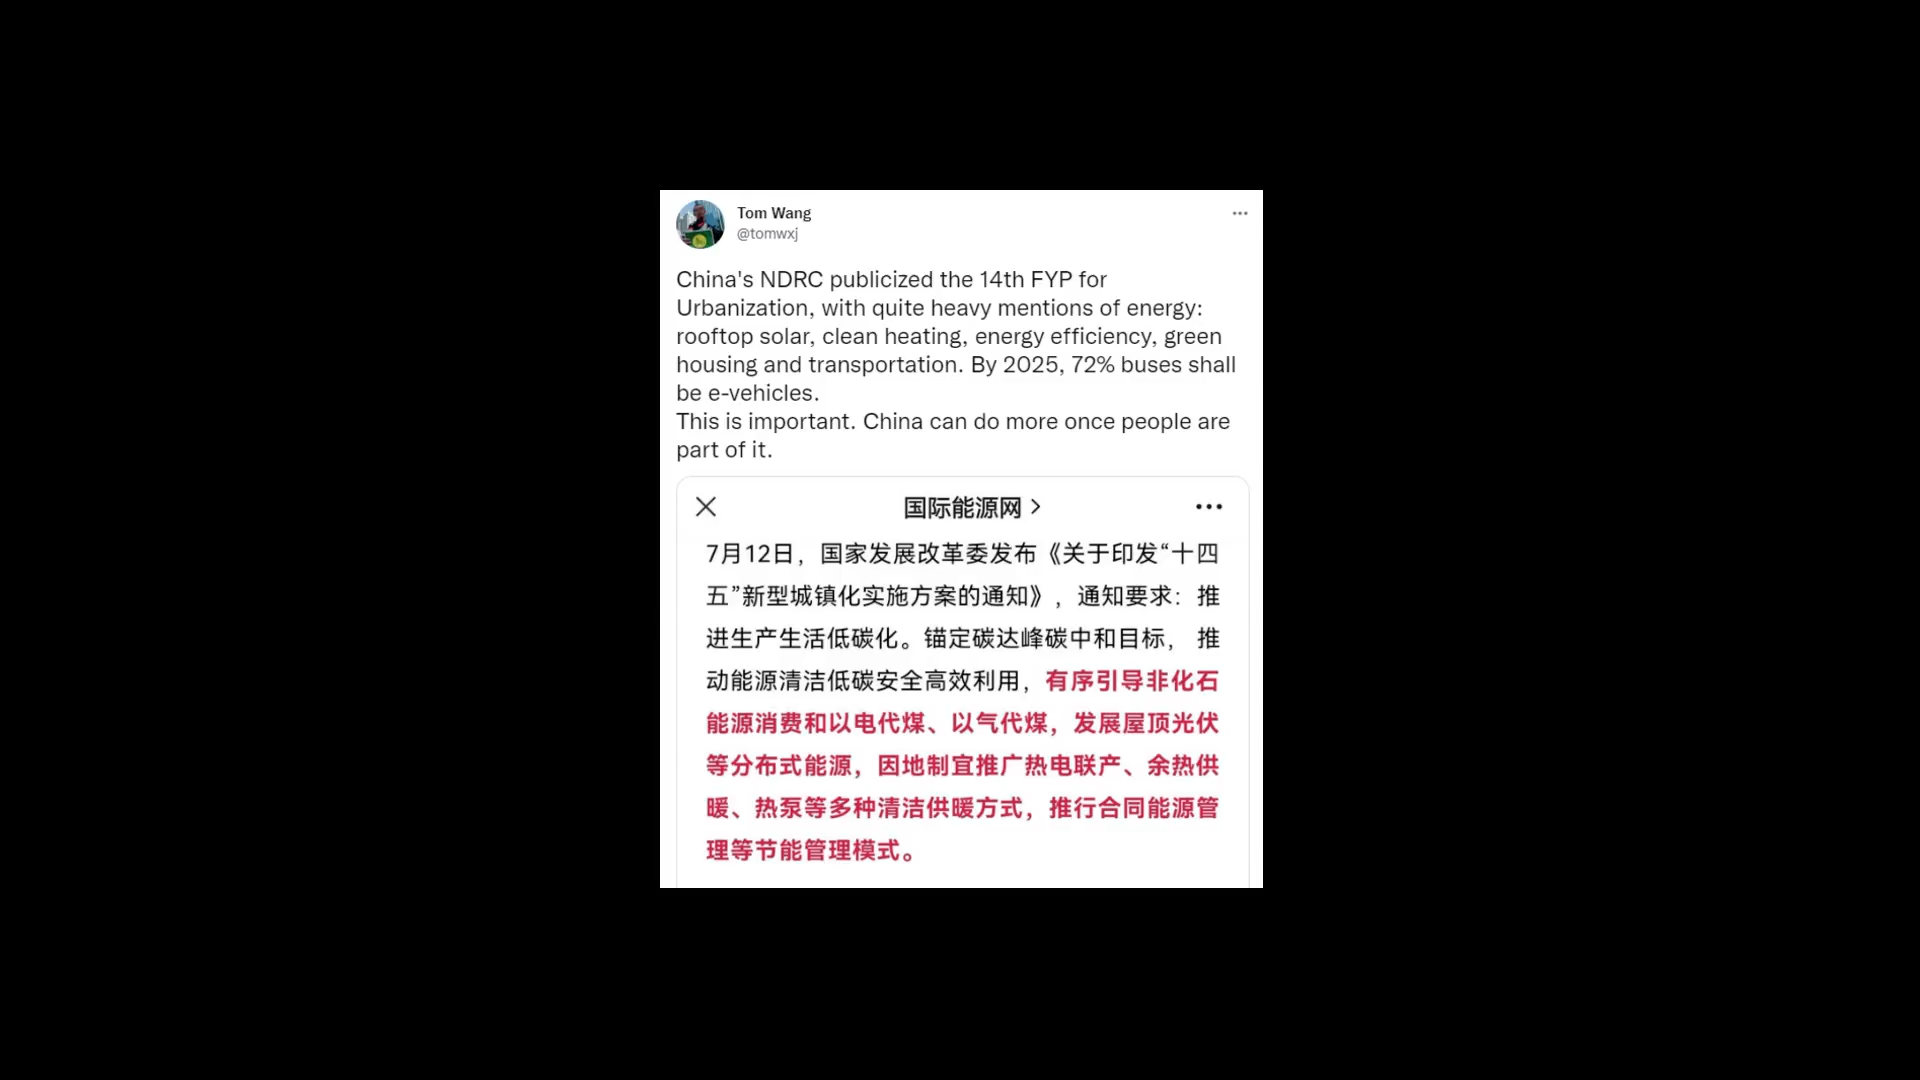 Tom Wang
@tomwxj
China's NDRC publicized the 14th FYP for
Urbanization, with quite heavy mentions of energy:
rooftop solar, clean heating, energy efficiency, green
housing and transportation. By 2025, 72% buses shall
be e-vehicles.
This is important. China can do more once people are
part of it.
国际能源网
7月12日，国家发展改革委发布《关于印发“十四
五”新型城镇化实施方案的通知》，通知要求：推
进生产生活低碳化。锚定碳达峰碳中和目标， 推
动能源清洁低碳安全高效利用，有序引导非化石
能源消费和以电代煤、以气代煤，发展屋顶光伏
等分布式能源，因地制宜推广热电联产、余热供
暖、热泵等多种清洁供暖方式，推行合同能源管
理等节能管理模式。